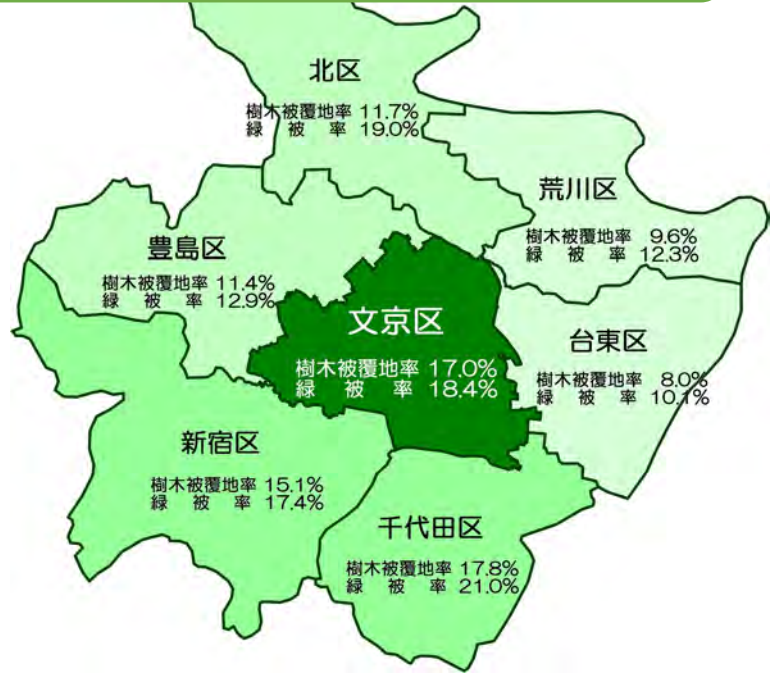 北区
樹木被覆地率 11.7%
緑被率 19.0%
荒川区
樹木被覆地率 9.6%
緑被率 12.3%
豊島区
樹木被覆地率 11.4%
緑被率 12.9%
文京区
樹木被覆地率 17.0%
緑被率 18.4%
台東区
樹木被覆地率 8.0%
緑被率 10.1%
新宿区
樹木被覆地率 15.1%
緑被率 17.4%
千代田区
樹木被覆地率 17.8%
緑被率 21.0%